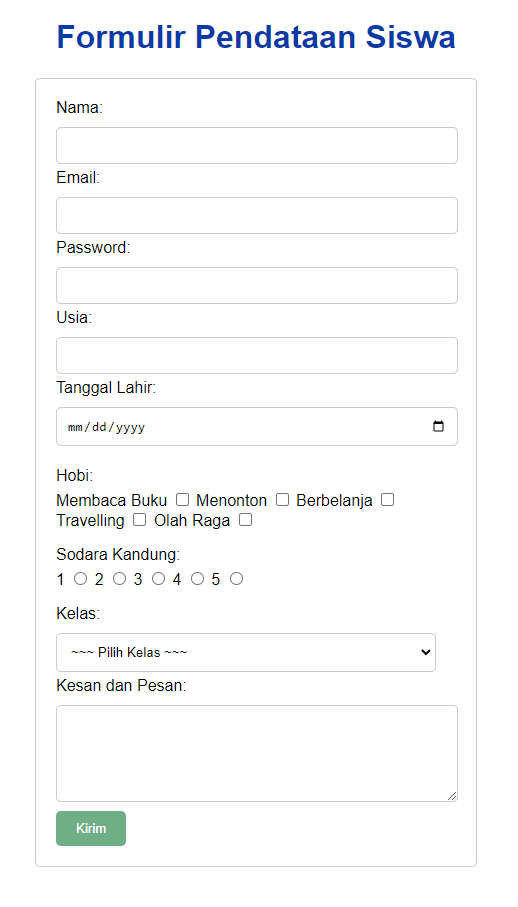 Formulir Pendataan Siswa
Nama:
Email:
Password:
Usia:
Tanggal Lahir:
mm/dd/yyyy
Hobi:
Membaca Buku Menonton Berbelanja
Travelling Olah Raga
Sodara Kandung:
1 2 3 4 5
Kelas:
~~~ Pilih Kelas ~~~
Kesan dan Pesan:
Kirim